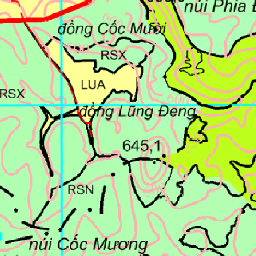 núi Phia Đ
đồng Cốc Mười
RSX
LUA
RSX
đồng Lũng Đeng
645,1
RSN
núi Cốc Mương